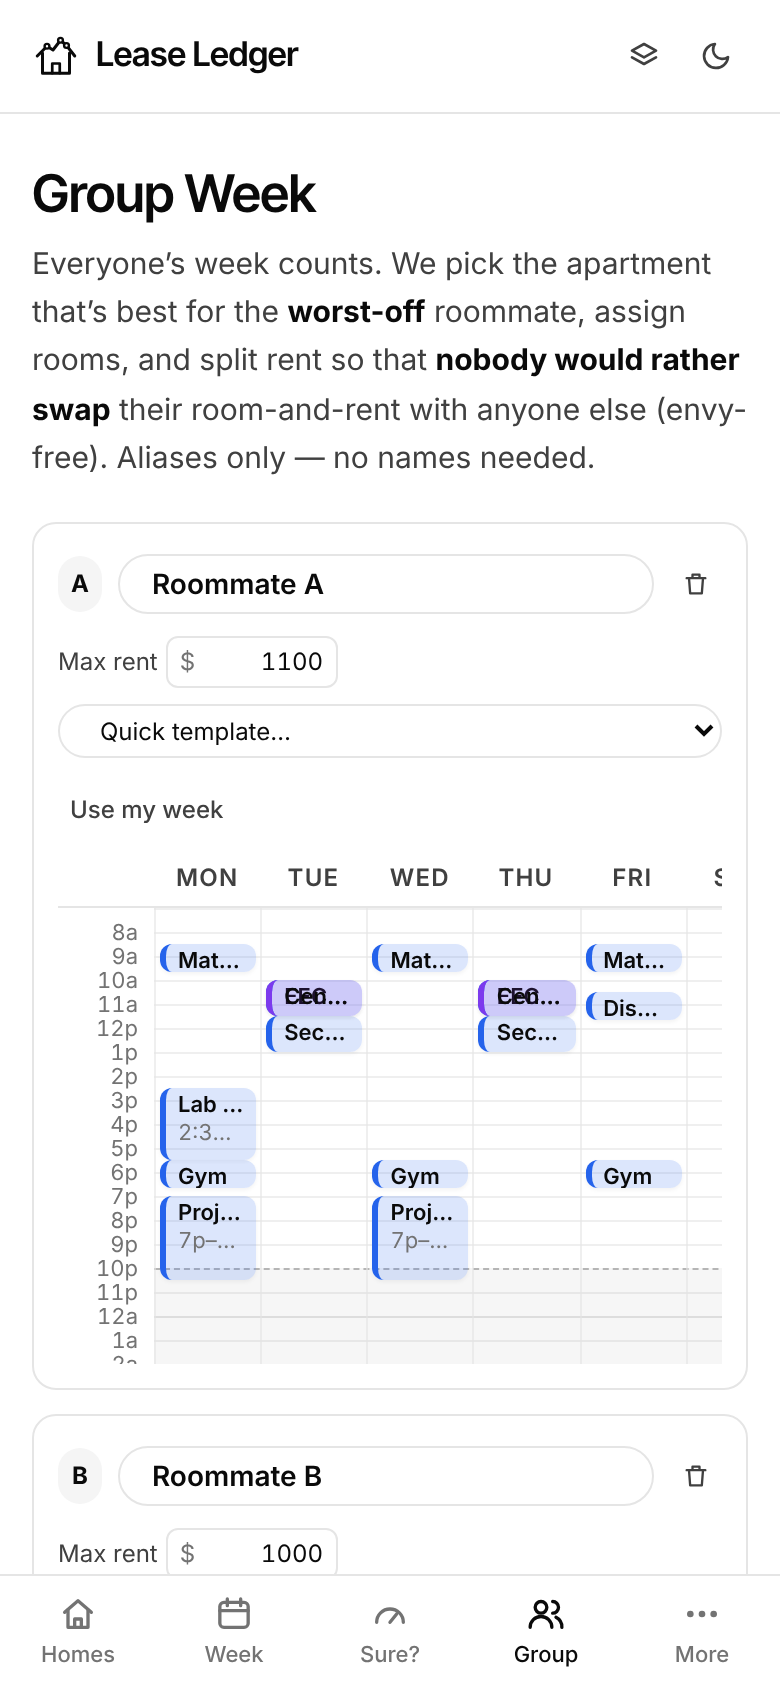 Lease Ledger
Group Week
Everyone’s week counts. We pick the apartment
that’s best for the worst-off roommate, assign
rooms, and split rent so that nobody would rather
swap their room-and-rent with anyone else (envy-
free). Aliases only — no names needed.
A
Roommate A
Max rent $ 1100
Quick template...
Use my week
MON TUE WED THU FRI S
8a
9a Mat... Mat... Mat...
10a
11a Dis...
12p Sec... Sec...
1p
2p
3p Lab ...
4p 2:3...
5p
6p Gym Gym Gym
7p
8p Proj... Proj...
9p 7p–... 7p–...
10p
11p
12a
1a
2a
B
Roommate B
Max rent $ 1000
Homes Week Sure? Group More